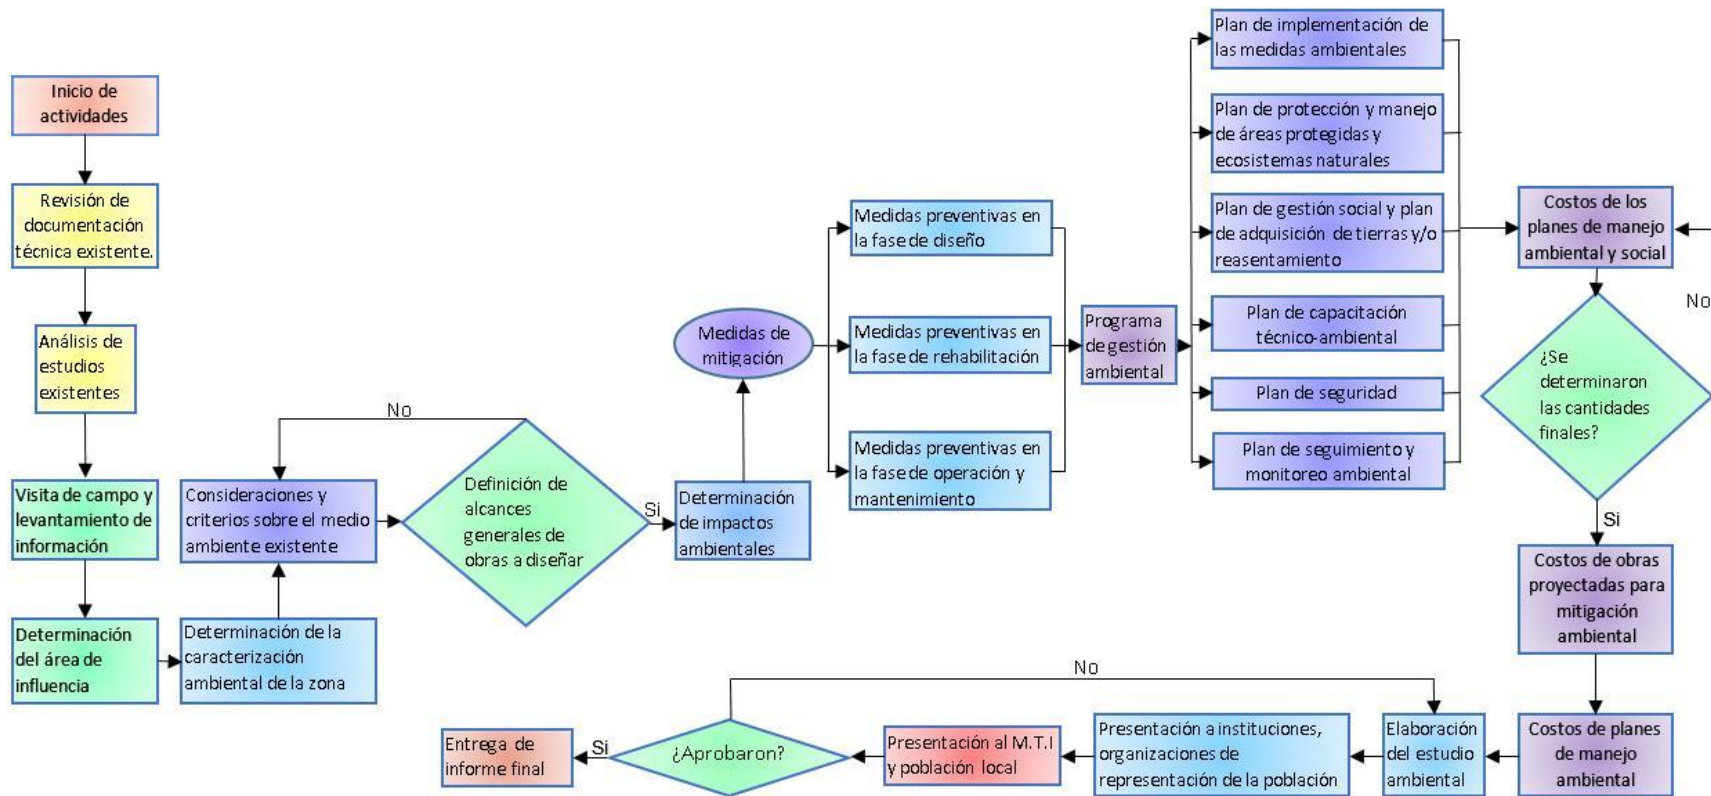 Inicio de
actividades
Revisión de
documentación
técnica existente.
Análisis de
estudios
existentes
Visita de campo y
levantamiento de
información
Determinación
del área de
influencia
Determinación de la
caracterización
ambiental de la zona
Consideraciones y
criterios sobre el medio
ambiente existente
No
Definición de
alcances
generales de
obras a diseñar
Si
Determinación
de impactos
ambientales
Medidas de
mitigación
Medidas preventivas en
la fase de diseño
Medidas preventivas en
la fase de rehabilitación
Medidas preventivas en
la fase de operación y
mantenimiento
Programa
de gestión
ambiental
Plan de implementación de
las medidas ambientales
Plan de protección y manejo
de áreas protegidas y
ecosistemas naturales
Plan de gestión social y plan
de adquisición de tierras y/o
reasentamiento
Plan de capacitación
técnico-ambiental
Plan de seguridad
Plan de seguimiento y
monitoreo ambiental
Costos de los
planes de manejo
ambiental y social
No
¿Se
determinaron
las cantidades
finales?
Si
Costos de obras
proyectadas para
mitigación
ambiental
Costos de planes
de manejo
ambiental
Elaboración
del estudio
ambiental
Presentación a instituciones,
organizaciones de
representación de la población
Presentación al M.T.I
y población local
¿Aprobaron?
No
Si
Entrega de
informe final